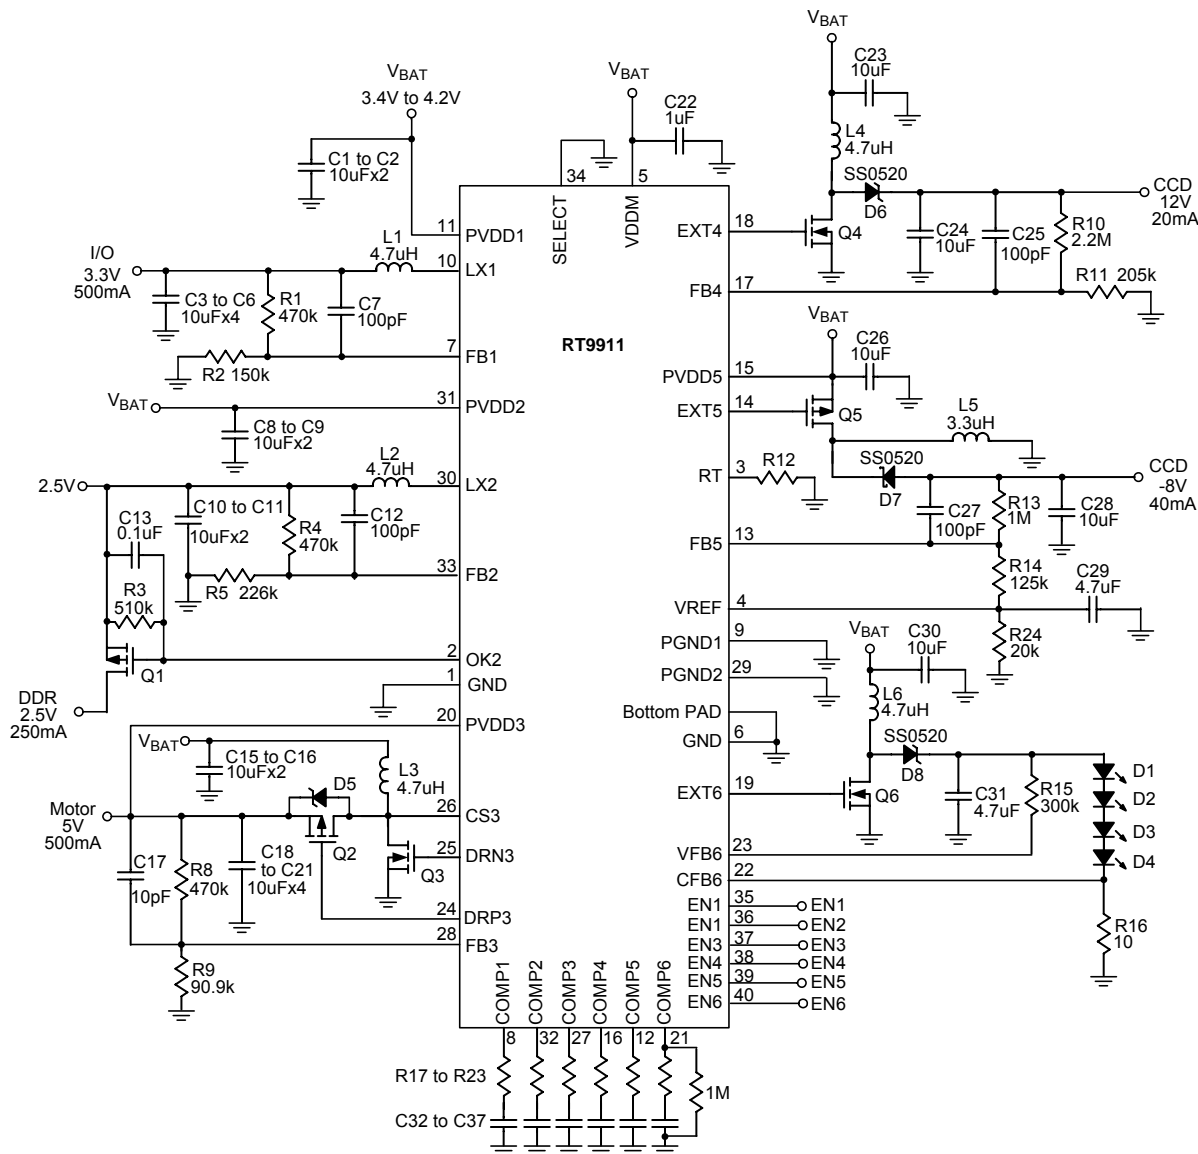 VBAT
3.4V to 4.2V
C1 to C2
10uFx2
VBAT
C22
1uF
VBAT
C23
10uF
L4
4.7uH
SS0520
D6
CCD
12V
20mA
34
5
SELECT
VDDM
11
PVDD1
I/O
3.3V
500mA
L1
4.7uH
10
LX1
C3 to C6
10uFx4
R1
470k
C7
100pF
7
FB1
R2 150k
RT9911
EXT4
18
Q4
C24
10uF
C25
100pF
R10
2.2M
FB4
17
R11 205k
VBAT
31
PVDD2
C8 to C9
10uFx2
VBAT
C26
10uF
PVDD5
15
EXT5
14
Q5
L5
3.3uH
2.5V
L2
4.7uH
30
LX2
C13
0.1uF
C10 to C11
10uFx2
R4
470k
C12
100pF
R3
510k
R5 226k
33
FB2
RT
3
R12
SS0520
D7
CCD
-8V
40mA
C27
100pF
R13
1M
C28
10uF
FB5
13
R14
125k
C29
4.7uF
VREF
4
R24
20k
Q1
2
OK2
1
GND
DDR
2.5V
250mA
20
PVDD3
PGND1
9
PGND2
29
Bottom PAD
GND
6
VBAT
C30
10uF
L6
4.7uH
SS0520
D8
VBAT
C15 to C16
10uFx2
L3
4.7uH
D5
Motor
5V
500mA
26
CS3
Q2
25
DRN3
Q3
C17
10pF
R8
470k
C18
to C21
10uFx4
24
DRP3
28
FB3
R9
90.9k
EXT6
19
Q6
C31
4.7uF
R15
300k
D1
D2
D3
D4
VFB6
23
CFB6
22
R16
10
EN1
35
EN1
EN1
36
EN2
EN3
37
EN3
EN4
38
EN4
EN5
39
EN5
EN6
40
EN6
COMP1
COMP2
COMP3
COMP4
COMP5
COMP6
8
32
27
16
12
21
R17 to R23
1M
C32 to C37